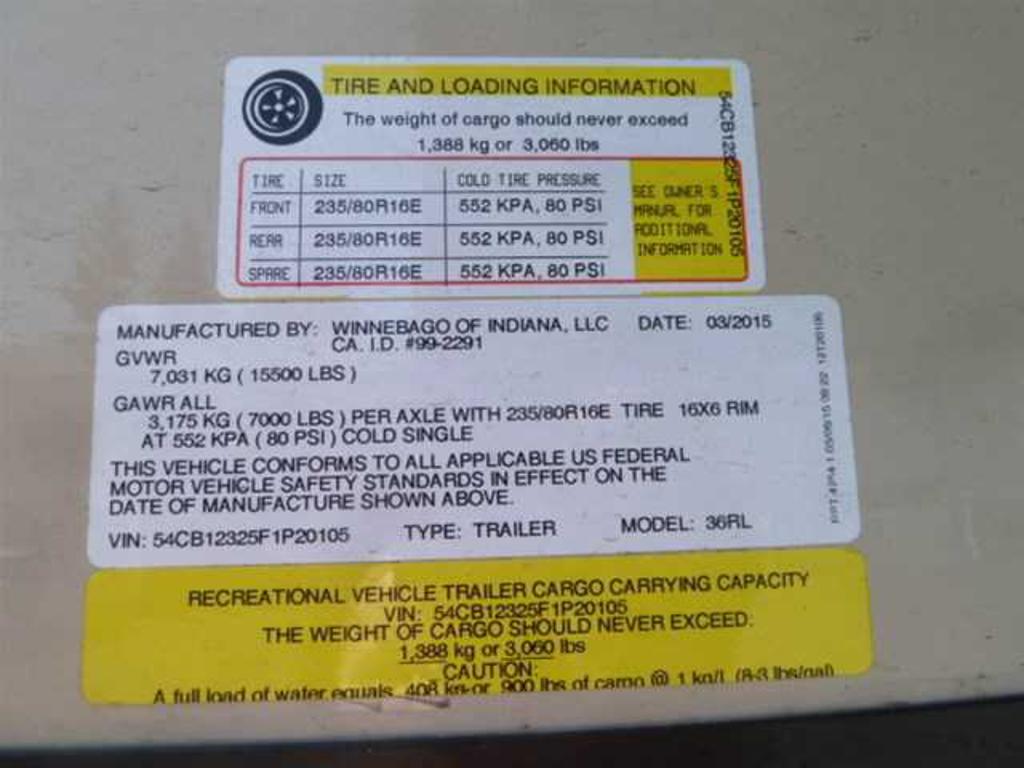 TIRE AND LOADING INFORMATION
The weight of cargo should never exceed
1,388 kg or 3,060 lbs
TIRE SIZE COLD TIRE PRESSURE
FRONT 235/80R16E 552 KPA, 80 PSI
REAR 235/80R16E 552 KPA, 80 PSI
SPARE 235/80R16E 552 KPA, 80 PSI
SEE OWNER'S
MANUAL FOR
ADDITIONAL
INFORMATION
54CB12325F1P20105
MANUFACTURED BY: WINNEBAGO OF INDIANA, LLC DATE: 03/2015
CA. I.D. #99-2291
GVWR
7,031 KG ( 15500 LBS )
GAWR ALL
3,175 KG ( 7000 LBS ) PER AXLE WITH 235/80R16E TIRE 16X6 RIM
AT 552 KPA ( 80 PSI ) COLD SINGLE
THIS VEHICLE CONFORMS TO ALL APPLICABLE US FEDERAL
MOTOR VEHICLE SAFETY STANDARDS IN EFFECT ON THE
DATE OF MANUFACTURE SHOWN ABOVE.
VIN: 54CB12325F1P20105 TYPE: TRAILER MODEL: 36RL
RECREATIONAL VEHICLE TRAILER CARGO CARRYING CAPACITY
VIN: 54CB12325F1P20105
THE WEIGHT OF CARGO SHOULD NEVER EXCEED:
1,388 kg or 3,060 lbs
CAUTION:
A full load of water equals 408 kg or 900 lbs of cargo @ 1 kg/L (8.3 lbs/gal)